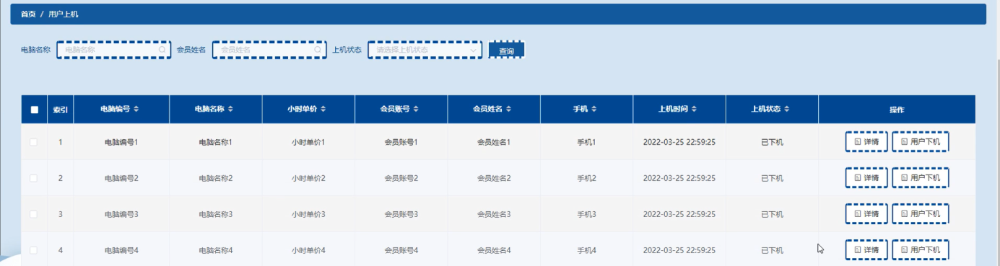 首页 / 用户上机
电脑名称 电脑名称 会员姓名 会员姓名 上机状态 请选择上机状态 查询
索引 电脑编号 电脑名称 小时单价 会员账号 会员姓名 手机 上机时间 上机状态 操作
1 电脑编号1 电脑名称1 小时单价1 会员账号1 会员姓名1 手机1 2022-03-25 22:59:25 已下机 详情 用户下机
2 电脑编号2 电脑名称2 小时单价2 会员账号2 会员姓名2 手机2 2022-03-25 22:59:25 已下机 详情 用户下机
3 电脑编号3 电脑名称3 小时单价3 会员账号3 会员姓名3 手机3 2022-03-25 22:59:25 已下机 详情 用户下机
4 电脑编号4 电脑名称4 小时单价4 会员账号4 会员姓名4 手机4 2022-03-25 22:59:25 已下机 详情 用户下机